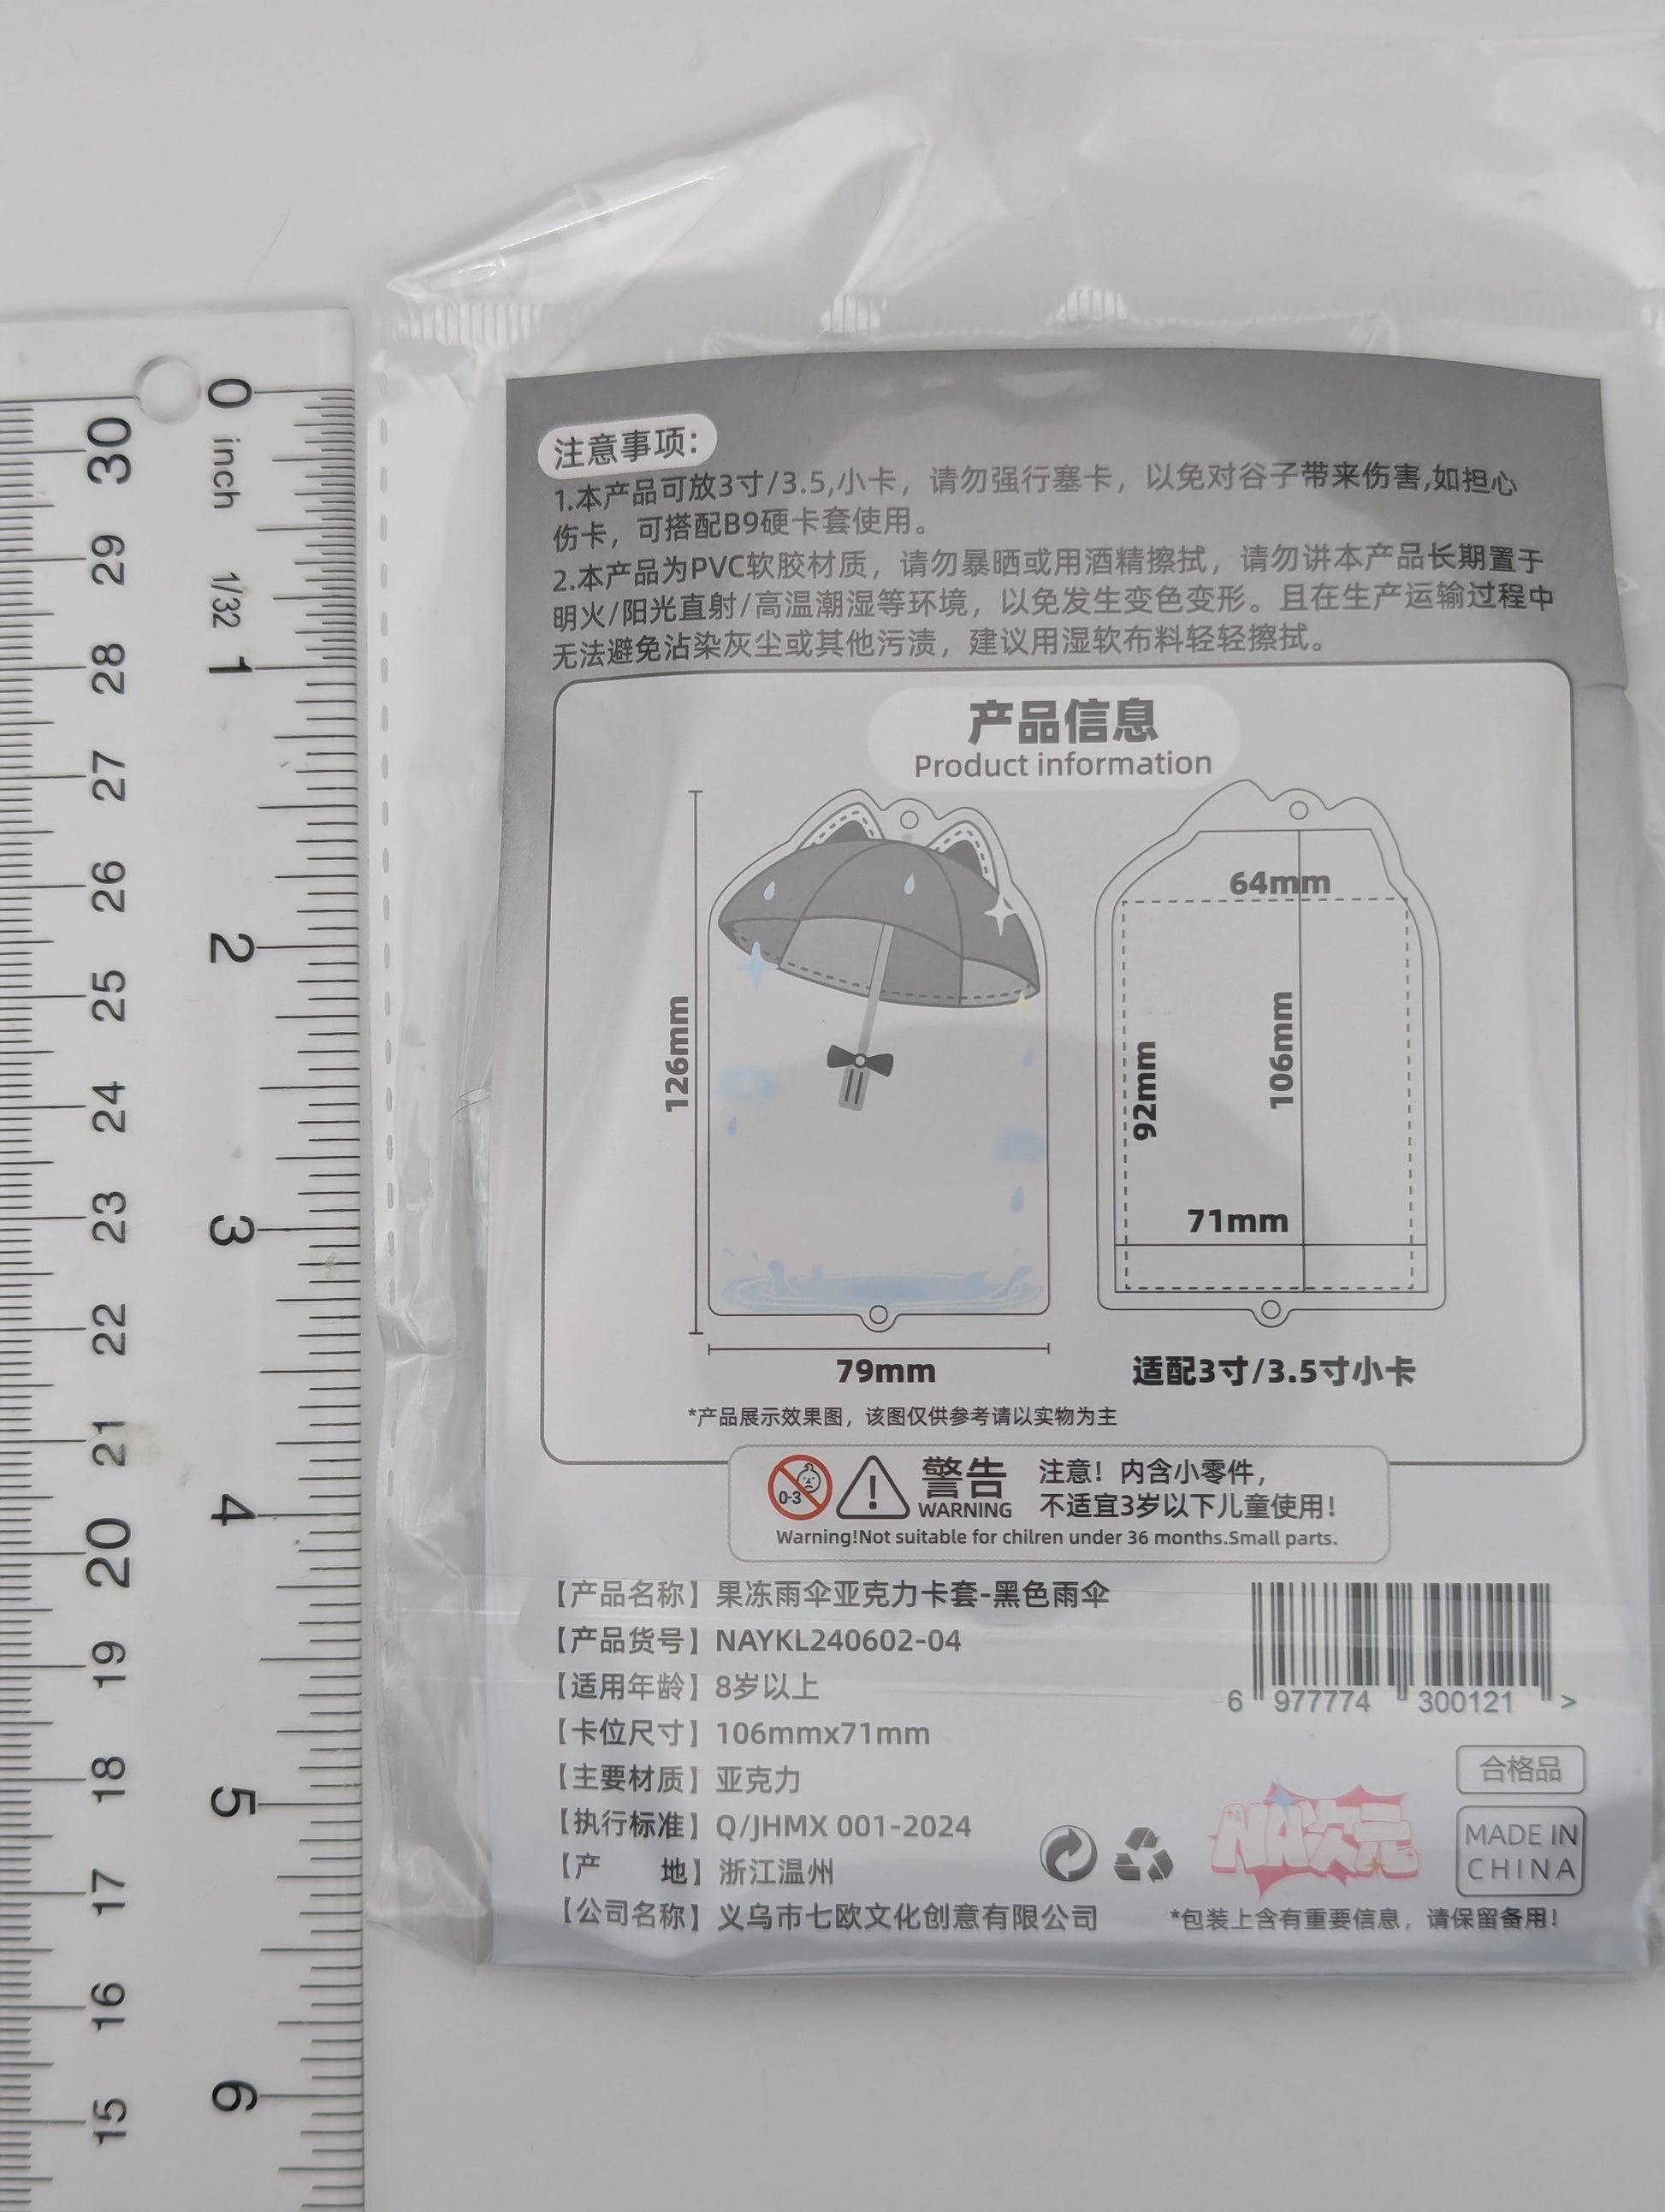 0 inch 1/32 1 2 3 4 5 6
30 29 28 27 26 25 24 23 22 21 20 19 18 17 16 15
注意事项：
1.本产品可放3寸/3.5,小卡，请勿强行塞卡，以免对谷子带来伤害,如担心
伤卡，可搭配B9硬卡套使用。
2.本产品为PVC软胶材质，请勿暴晒或用酒精擦拭，请勿讲本产品长期置于
明火/阳光直射/高温潮湿等环境，以免发生变色变形。且在生产运输过程中
无法避免沾染灰尘或其他污渍，建议用湿软布料轻轻擦拭。
产品信息
Product information
126mm
79mm
64mm
92mm
106mm
71mm
适配3寸/3.5寸小卡
*产品展示效果图，该图仅供参考请以实物为主
0-3
警告
WARNING
注意！内含小零件，
不适宜3岁以下儿童使用！
Warning!Not suitable for chilren under 36 months.Small parts.
【产品名称】果冻雨伞亚克力卡套-黑色雨伞
【产品货号】NAYKL240602-04
【适用年龄】8岁以上
【卡位尺寸】106mmx71mm
【主要材质】亚克力
【执行标准】Q/JHMX 001-2024
【产 地】浙江温州
【公司名称】义乌市七欧文化创意有限公司
6 977774 300121 >
合格品
NA次元
MADE IN
CHINA
*包装上含有重要信息，请保留备用！